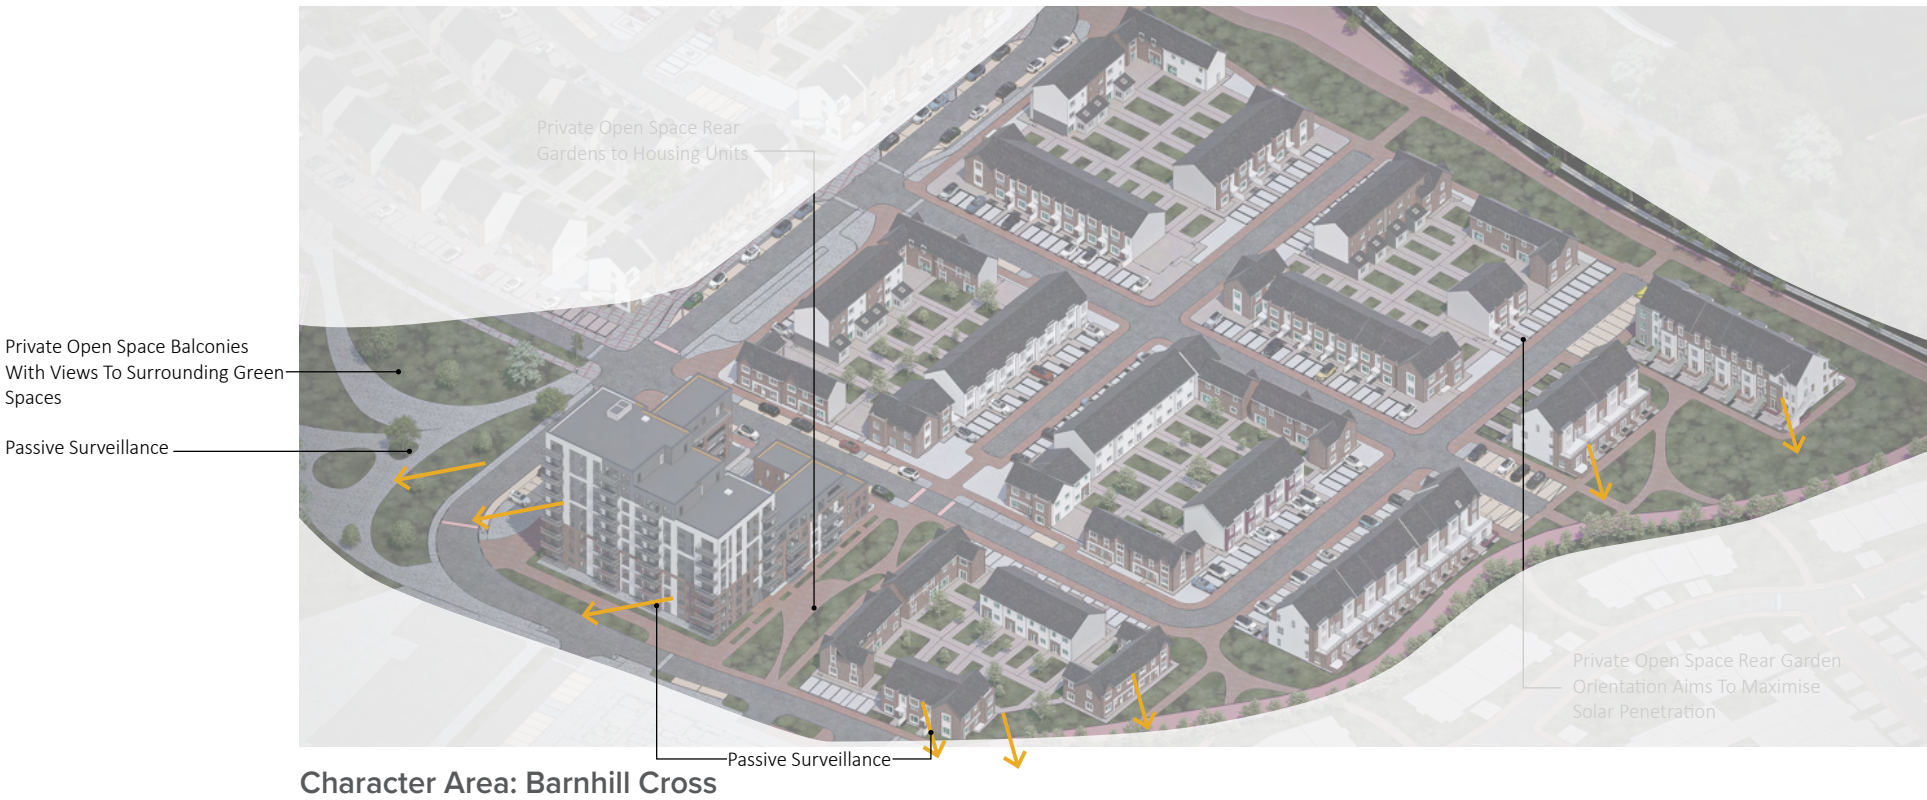 Private Open Space Rear
Gardens to Housing Units
Private Open Space Balconies
With Views To Surrounding Green
Spaces
Passive Surveillance
Private Open Space Rear Garden
Orientation Aims To Maximise
Solar Penetration
Passive Surveillance
Character Area: Barnhill Cross